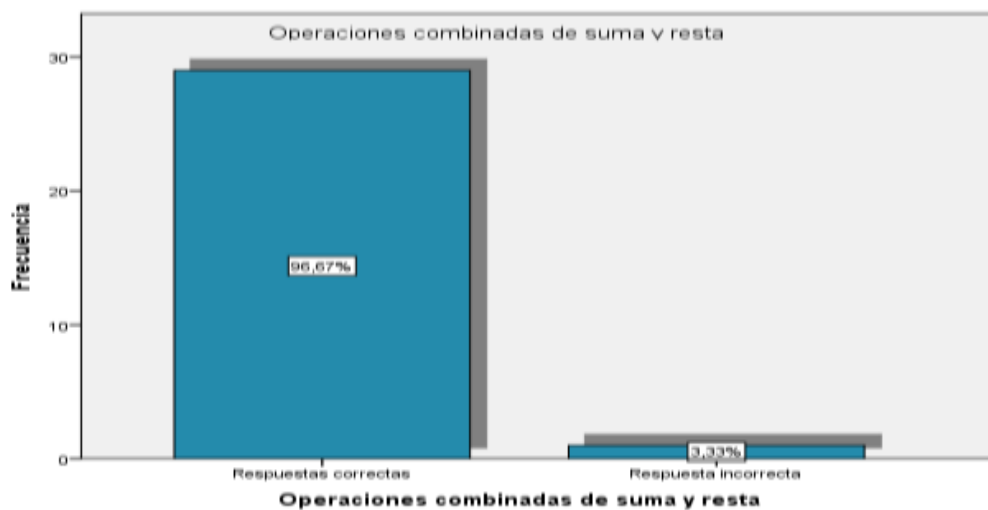 Operaciones combinadas de suma y resta
30
20
10
0
Frecuencia
96,67%
3,33%
Respuestas correctas
Respuesta incorrecta
Operaciones combinadas de suma y resta